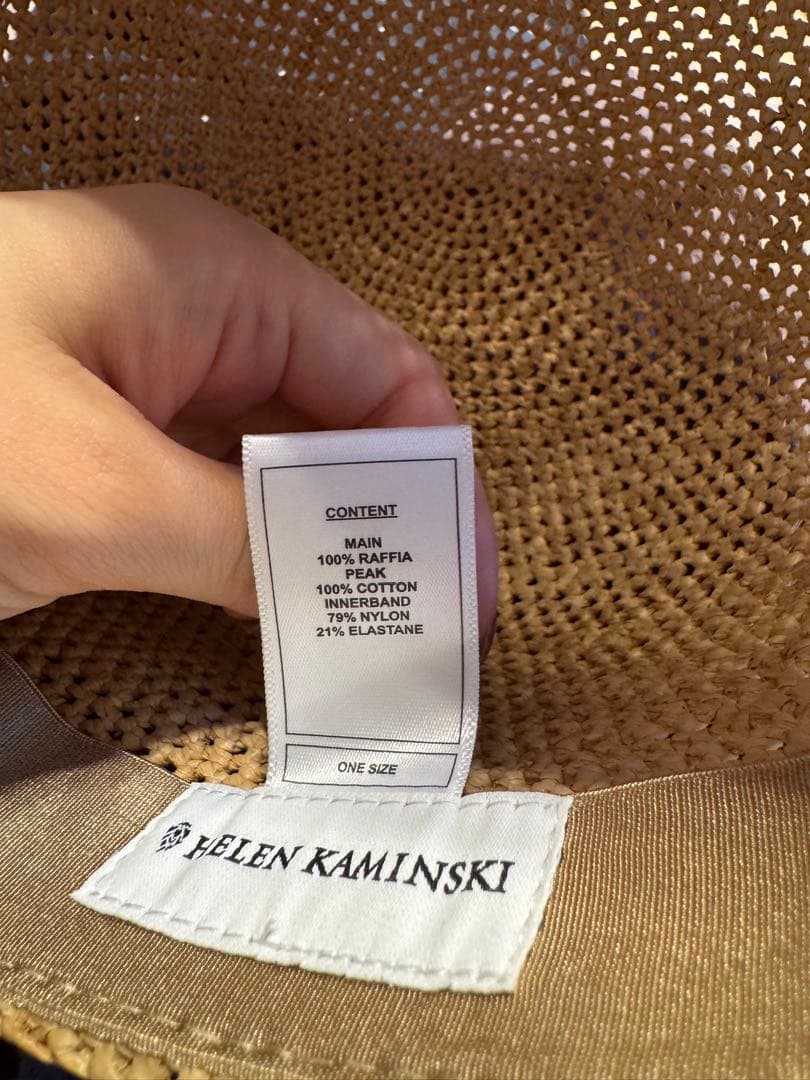 CONTENT
MAIN
100% RAFFIA
PEAK
100% COTTON
INNERBAND
79% NYLON
21% ELASTANE
ONE SIZE
HELEN KAMINSKI